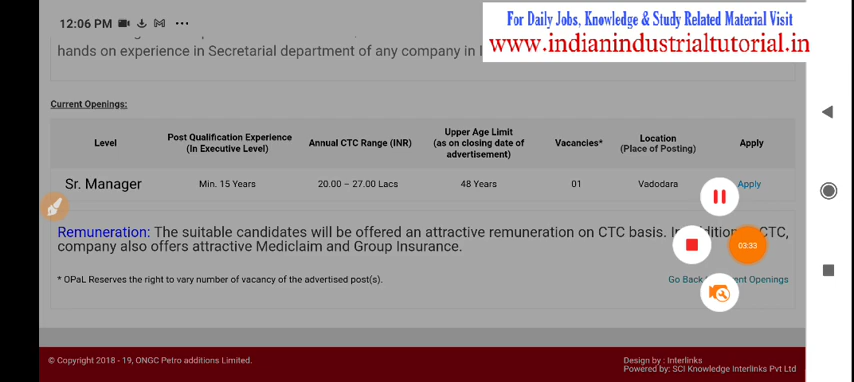 12:06 PM
For Daily Jobs, Knowledge & Study Related Material Visit
www.indianindustrialtutorial.in
hands on experience in Secretarial department of any company in
Current Openings:
Level
Post Qualification Experience
(In Executive Level)
Annual CTC Range (INR)
Upper Age Limit
(as on closing date of
advertisement)
Vacancies*
Location
(Place of Posting)
Apply
Sr. Manager
Min. 15 Years
20.00 – 27.00 Lacs
48 Years
01
Vadodara
Apply
Remuneration: The suitable candidates will be offered an attractive remuneration on CTC basis. CTC,
company also offers attractive Mediclaim and Group Insurance.
03:33
* OPaL Reserves the right to vary number of vacancy of the advertised post(s).
Go Back Openings
© Copyright 2018 - 19, ONGC Petro additions Limited.
Design by : Interlinks
Powered by: SCI Knowledge Interlinks Pvt Ltd